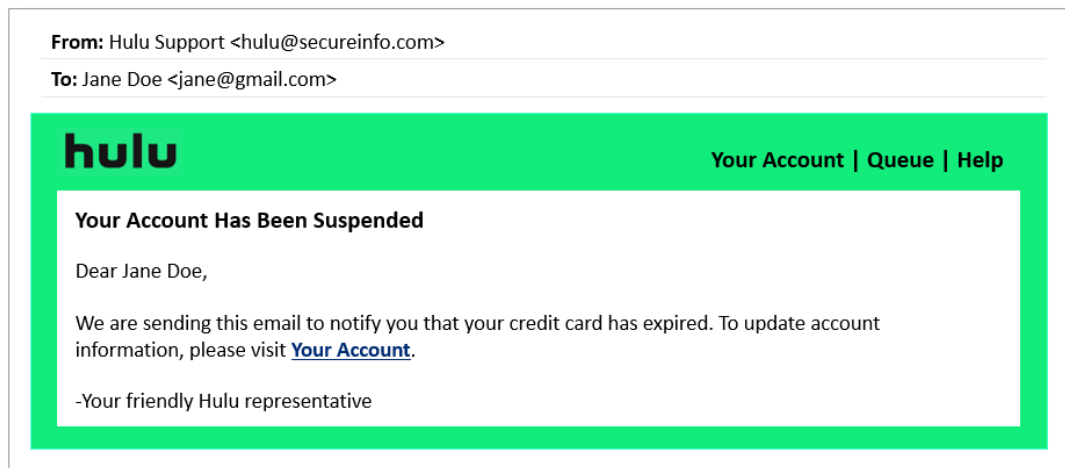 From: Hulu Support <hulu@secureinfo.com>
To: Jane Doe <jane@gmail.com>
hulu
Your Account | Queue | Help
Your Account Has Been Suspended
Dear Jane Doe,
We are sending this email to notify you that your credit card has expired. To update account
information, please visit Your Account.
-Your friendly Hulu representative